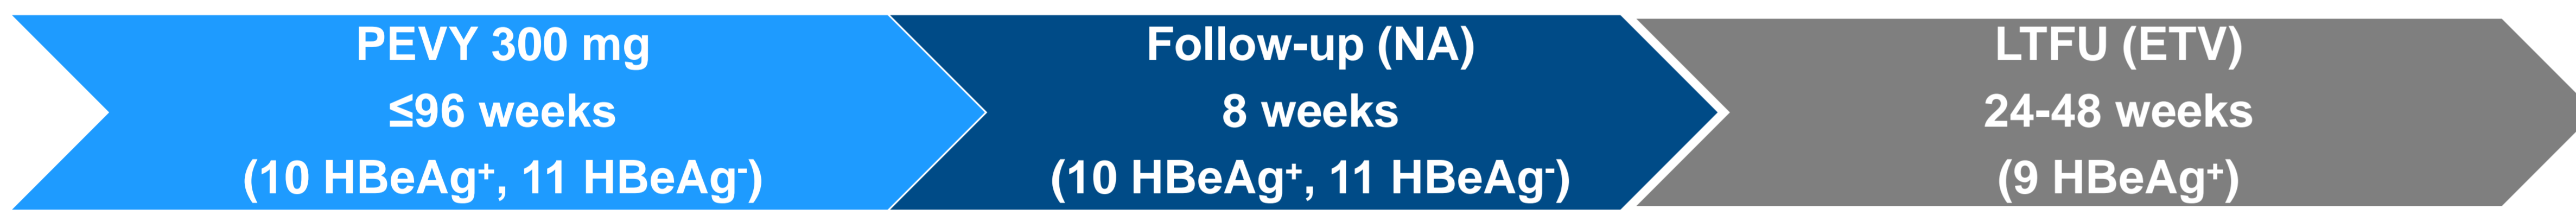 PEVY 300 mg
≤96 weeks
(10 HBeAg⁺, 11 HBeAg⁻)
Follow-up (NA)
8 weeks
(10 HBeAg⁺, 11 HBeAg⁻)
LTFU (ETV)
24-48 weeks
(9 HBeAg⁺)